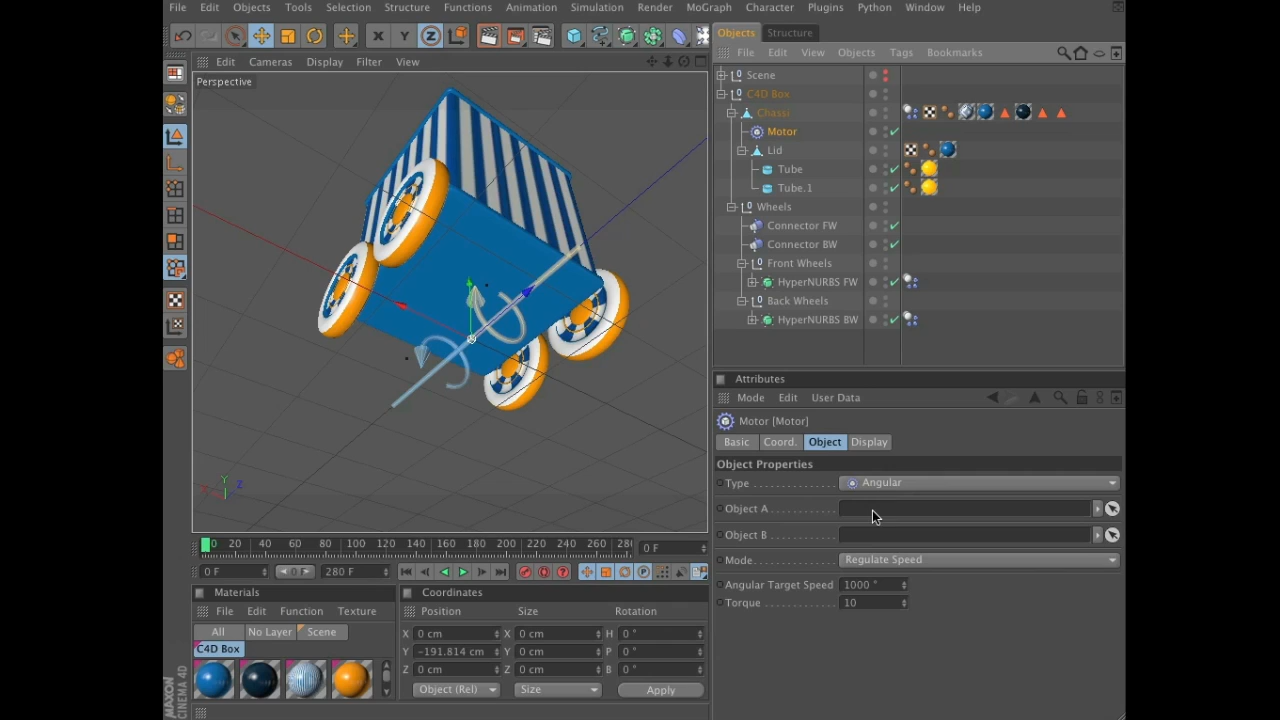 File Edit Objects Tools Selection Structure Functions Animation Simulation Render MoGraph Character Plugins Python Window Help
X Y Z
Edit Cameras Display Filter View
Perspective
Y
X Z
0 20 40 60 80 100 120 140 160 180 200 220 240 260 28
0 F
0 F 0 F 280 F
P
Materials
File Edit Function Texture
All No Layer Scene
C4D Box
MAXON
CINEMA 4D
Coordinates
Position Size Rotation
X 0 cm X 0 cm H 0 °
Y -191.814 cm Y 0 cm P 0 °
Z 0 cm Z 0 cm B 0 °
Object (Rel) Size Apply
Objects Structure
File Edit View Objects Tags Bookmarks
Scene
C4D Box
Chassi
Motor
Lid
Tube
Tube.1
Wheels
Connector FW
Connector BW
Front Wheels
HyperNURBS FW
Back Wheels
HyperNURBS BW
Attributes
Mode Edit User Data
Motor [Motor]
Basic Coord. Object Display
Object Properties
Type Angular
Object A
Object B
Mode Regulate Speed
Angular Target Speed 1000 °
Torque 10